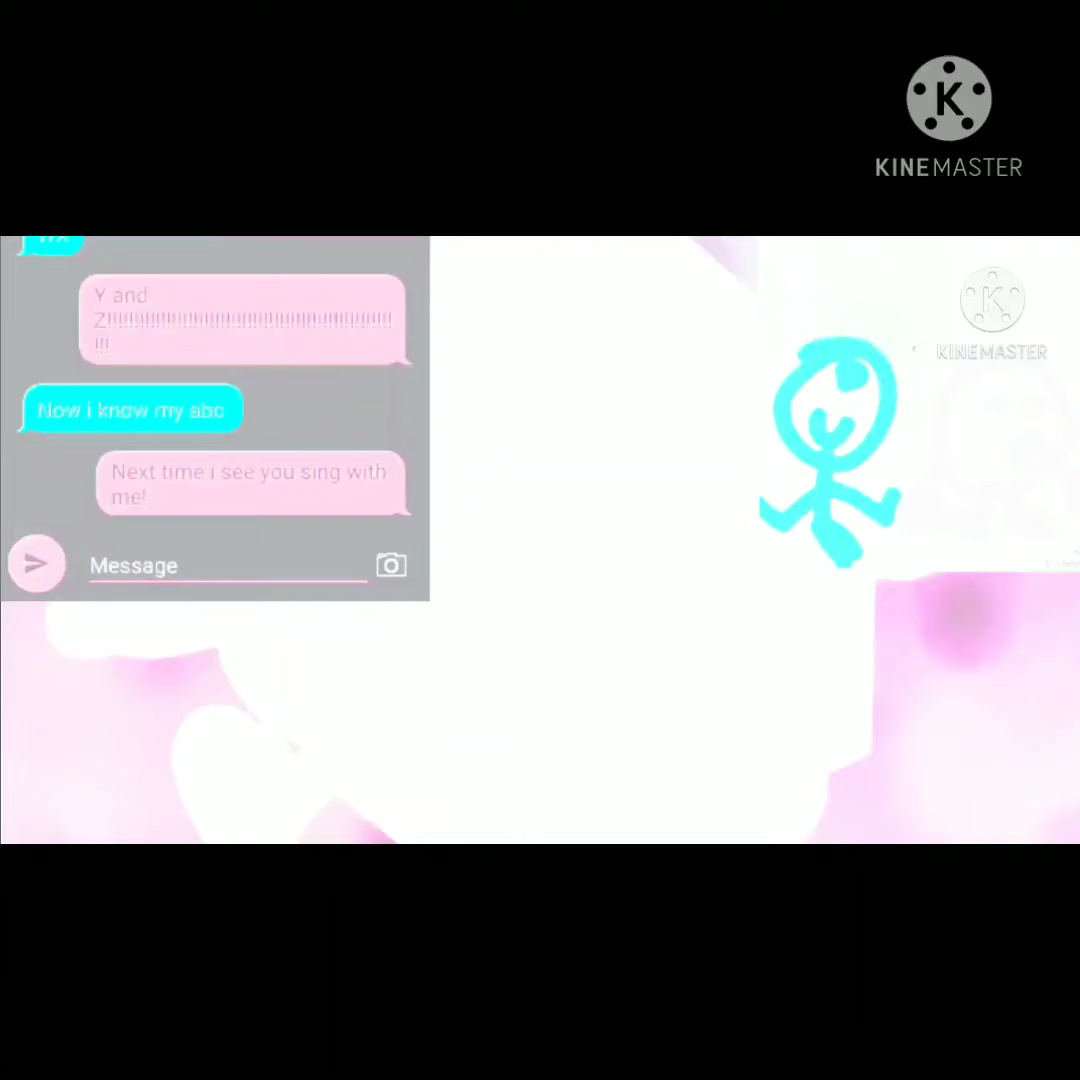 K
KINEMASTER
Y and
Z!!!!!!!!!!!!!!!!!!!!!!!!!!!!!!!!!!!!!!!!!!!!!!!!!!!!!
!!!
Now i know my abc
Next time i see you sing with
me!
Message
K
KINEMASTER